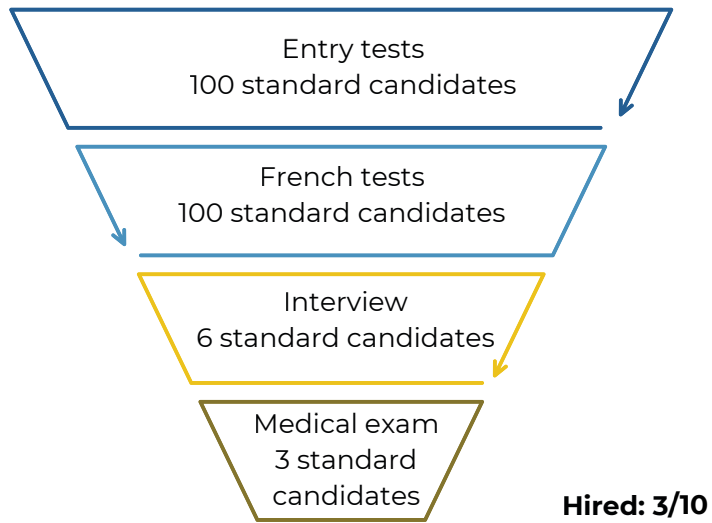 Entry tests
100 standard candidates
French tests
100 standard candidates
Interview
6 standard candidates
Medical exam
3 standard
candidates
Hired: 3/10